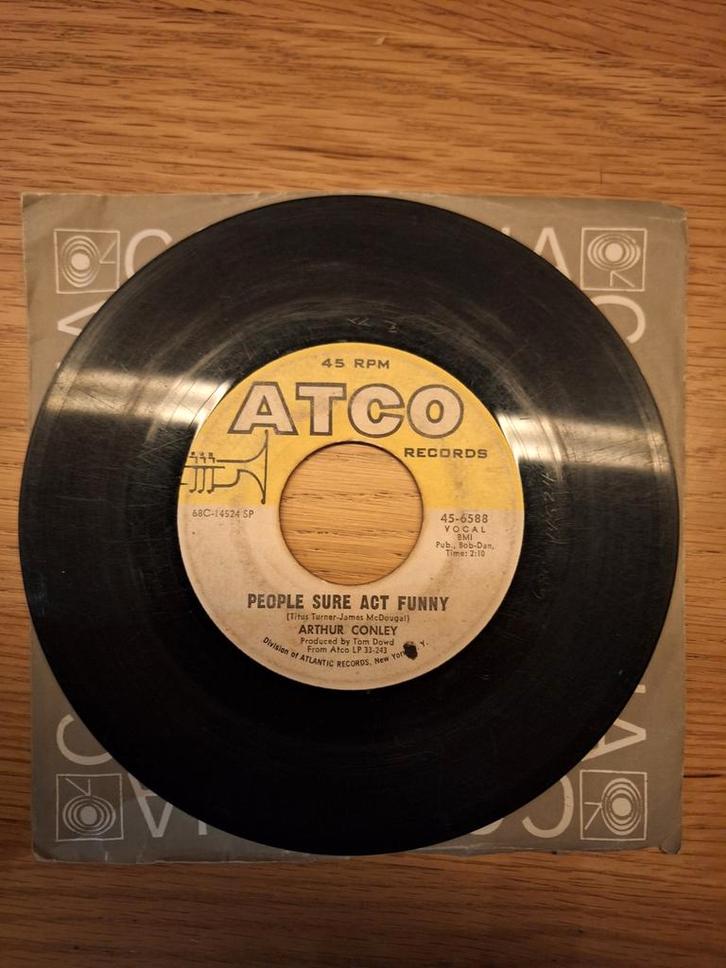 45 RPM
ATCO
RECORDS
68C-14524 SP
45-6588
VOCAL
BMI
Pub., Bob-Dan,
Time: 2:10
PEOPLE SURE ACT FUNNY
(Titus Turner-James McDougal)
ARTHUR CONLEY
Produced by Tom Dowd
From Atco LP 33-243
Division of ATLANTIC RECORDS, New Y.